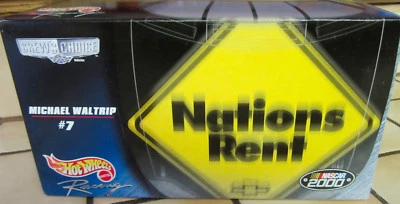 CREW'S CHOICE
MICHAEL WALTRIP
#7
Nations
Rent
Hot Wheels
Racing
NASCAR
2000